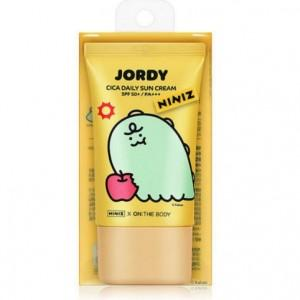 JORDY
CICA DAILY SUN CREAM
SPF 50+ / PA+++
NINIZ
NINIZ X ON: THE BODY